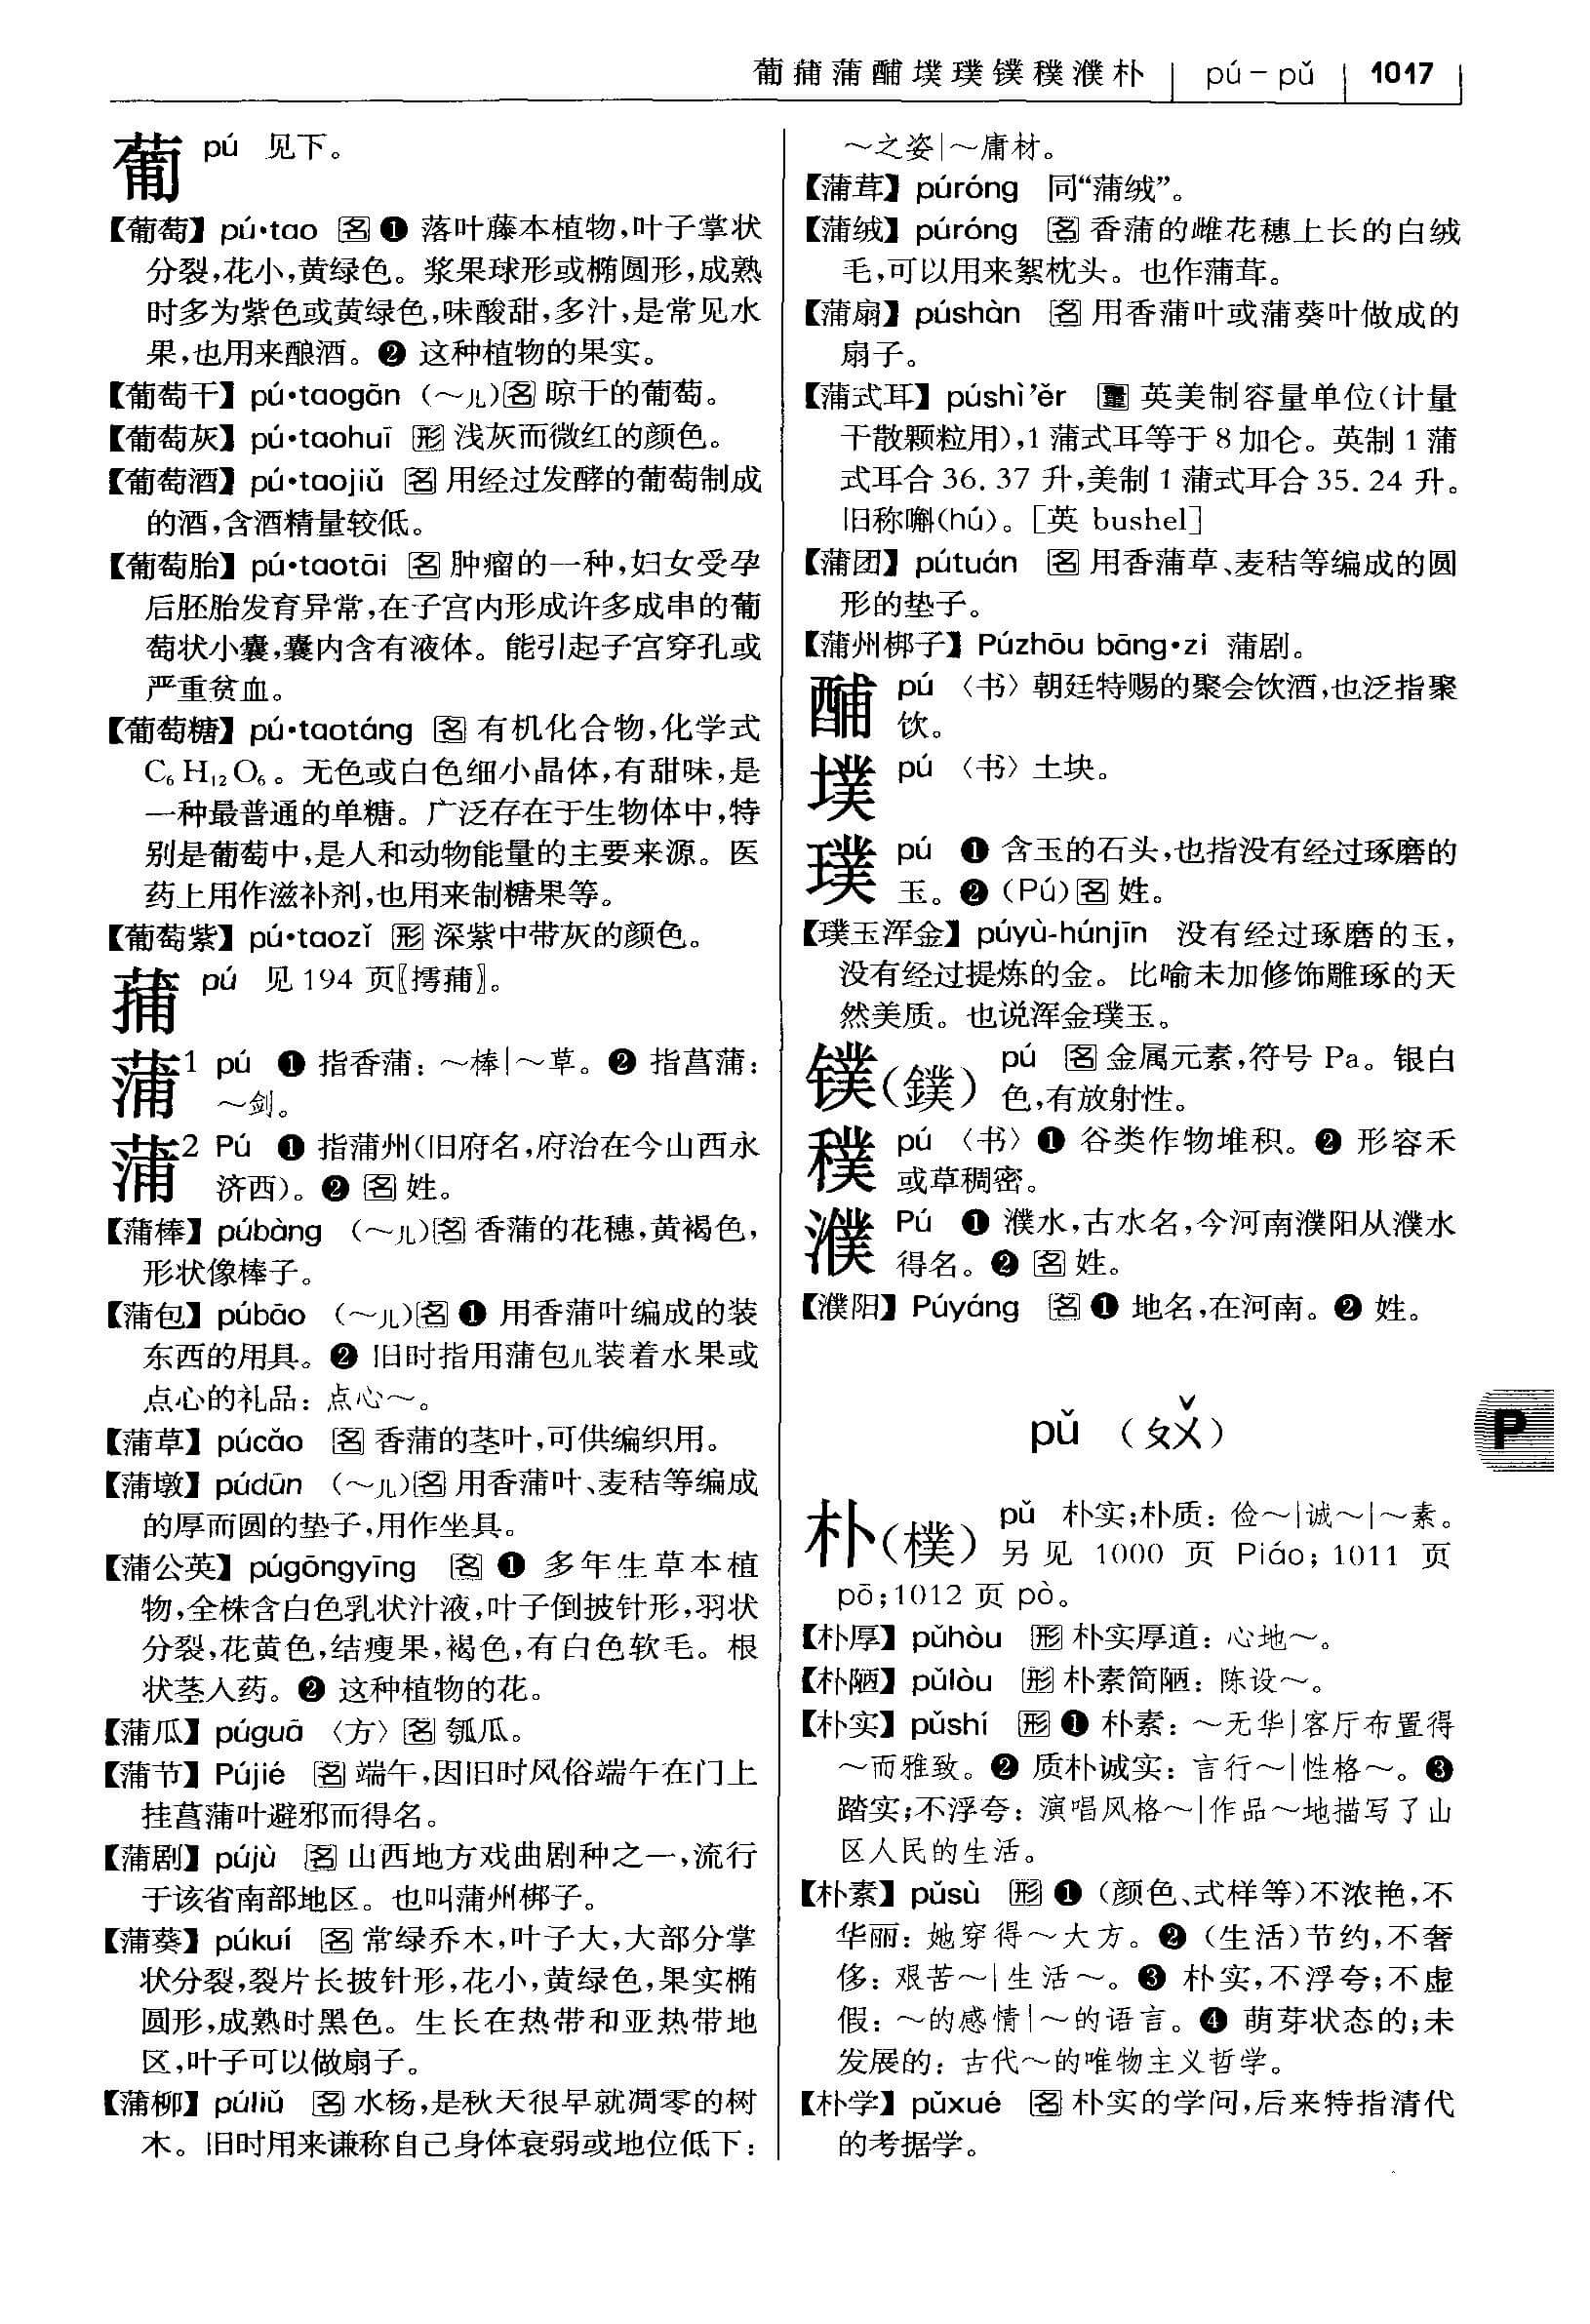 葡蒱蒲酺墣璞镤穙濮朴 pú-pǔ 1017
葡 pú 见下。
【葡萄】pú·tao 名 ❶ 落叶藤本植物,叶子掌状
分裂,花小,黄绿色。浆果球形或椭圆形,成熟
时多为紫色或黄绿色,味酸甜,多汁,是常见水
果,也用来酿酒。❷ 这种植物的果实。
【葡萄干】pú·taogān (~儿)名 晾干的葡萄。
【葡萄灰】pú·taohuī 形 浅灰而微红的颜色。
【葡萄酒】pú·taojiǔ 名 用经过发酵的葡萄制成
的酒,含酒精量较低。
【葡萄胎】pú·taotāi 名 肿瘤的一种,妇女受孕
后胚胎发育异常,在子宫内形成许多成串的葡
萄状小囊,囊内含有液体。能引起子宫穿孔或
严重贫血。
【葡萄糖】pú·taotáng 名 有机化合物,化学式
C₆H₁₂O₆。无色或白色细小晶体,有甜味,是
一种最普通的单糖。广泛存在于生物体中,特
别是葡萄中,是人和动物能量的主要来源。医
药上用作滋补剂,也用来制糖果等。
【葡萄紫】pú·taozǐ 形 深紫中带灰的颜色。
蒱 pú 见 194 页〖摴蒱〗。
蒲¹ pú ❶ 指香蒲:~棒|~草。❷ 指菖蒲:
~剑。
蒲² Pú ❶ 指蒲州(旧府名,府治在今山西永
济西)。❷ 名 姓。
【蒲棒】púbàng (~儿)名 香蒲的花穗,黄褐色,
形状像棒子。
【蒲包】púbāo (~儿)名 ❶ 用香蒲叶编成的装
东西的用具。❷ 旧时指用蒲包儿装着水果或
点心的礼品:点心~。
【蒲草】púcǎo 名 香蒲的茎叶,可供编织用。
【蒲墩】púdūn (~儿)名 用香蒲叶、麦秸等编成
的厚而圆的垫子,用作坐具。
【蒲公英】púgōngyīng 名 ❶ 多年生草本植
物,全株含白色乳状汁液,叶子倒披针形,羽状
分裂,花黄色,结瘦果,褐色,有白色软毛。根
状茎入药。❷ 这种植物的花。
【蒲瓜】púguā 〈方〉名 瓠瓜。
【蒲节】Pújié 名 端午,因旧时风俗端午在门上
挂菖蒲叶避邪而得名。
【蒲剧】pújù 名 山西地方戏曲剧种之一,流行
于该省南部地区。也叫蒲州梆子。
【蒲葵】púkuí 名 常绿乔木,叶子大,大部分掌
状分裂,裂片长披针形,花小,黄绿色,果实椭
圆形,成熟时黑色。生长在热带和亚热带地
区,叶子可以做扇子。
【蒲柳】púliǔ 名 水杨,是秋天很早就凋零的树
木。旧时用来谦称自己身体衰弱或地位低下:
~之姿|~庸材。
【蒲茸】púróng 同“蒲绒”。
【蒲绒】púróng 名 香蒲的雌花穗上长的白绒
毛,可以用来絮枕头。也作蒲茸。
【蒲扇】púshàn 名 用香蒲叶或蒲葵叶做成的
扇子。
【蒲式耳】púshì’ěr 量 英美制容量单位(计量
干散颗粒用),1 蒲式耳等于 8 加仑。英制 1 蒲
式耳合 36.37 升,美制 1 蒲式耳合 35.24 升。
旧称嘝(hú)。[英 bushel]
【蒲团】pútuán 名 用香蒲草、麦秸等编成的圆
形的垫子。
【蒲州梆子】Púzhōu bāng·zi 蒲剧。
酺 pú 〈书〉朝廷特赐的聚会饮酒,也泛指聚
饮。
墣 pú 〈书〉土块。
璞 pú ❶ 含玉的石头,也指没有经过琢磨的
玉。❷ (Pú)名 姓。
【璞玉浑金】púyù-húnjīn 没有经过琢磨的玉,
没有经过提炼的金。比喻未加修饰雕琢的天
然美质。也说浑金璞玉。
镤(鏷) pú 名 金属元素,符号 Pa。银白
色,有放射性。
穙 pú 〈书〉❶ 谷类作物堆积。❷ 形容禾
或草稠密。
濮 Pú ❶ 濮水,古水名,今河南濮阳从濮水
得名。❷ 名 姓。
【濮阳】Púyáng 名 ❶ 地名,在河南。❷ 姓。
pǔ (ㄆㄨˇ)
P
朴(樸) pǔ 朴实;朴质:俭~|诚~|~素。
另见 1000 页 Piáo; 1011 页
pō;1012 页 pò。
【朴厚】pǔhòu 形 朴实厚道:心地~。
【朴陋】pǔlòu 形 朴素简陋:陈设~。
【朴实】pǔshí 形 ❶ 朴素:~无华|客厅布置得
~而雅致。❷ 质朴诚实:言行~|性格~。❸
踏实;不浮夸:演唱风格~|作品~地描写了山
区人民的生活。
【朴素】pǔsù 形 ❶ (颜色、式样等)不浓艳,不
华丽:她穿得~大方。❷ (生活)节约,不奢
侈:艰苦~|生活~。❸ 朴实,不浮夸;不虚
假:~的感情|~的语言。❹ 萌芽状态的;未
发展的:古代~的唯物主义哲学。
【朴学】pǔxué 名 朴实的学问,后来特指清代
的考据学。